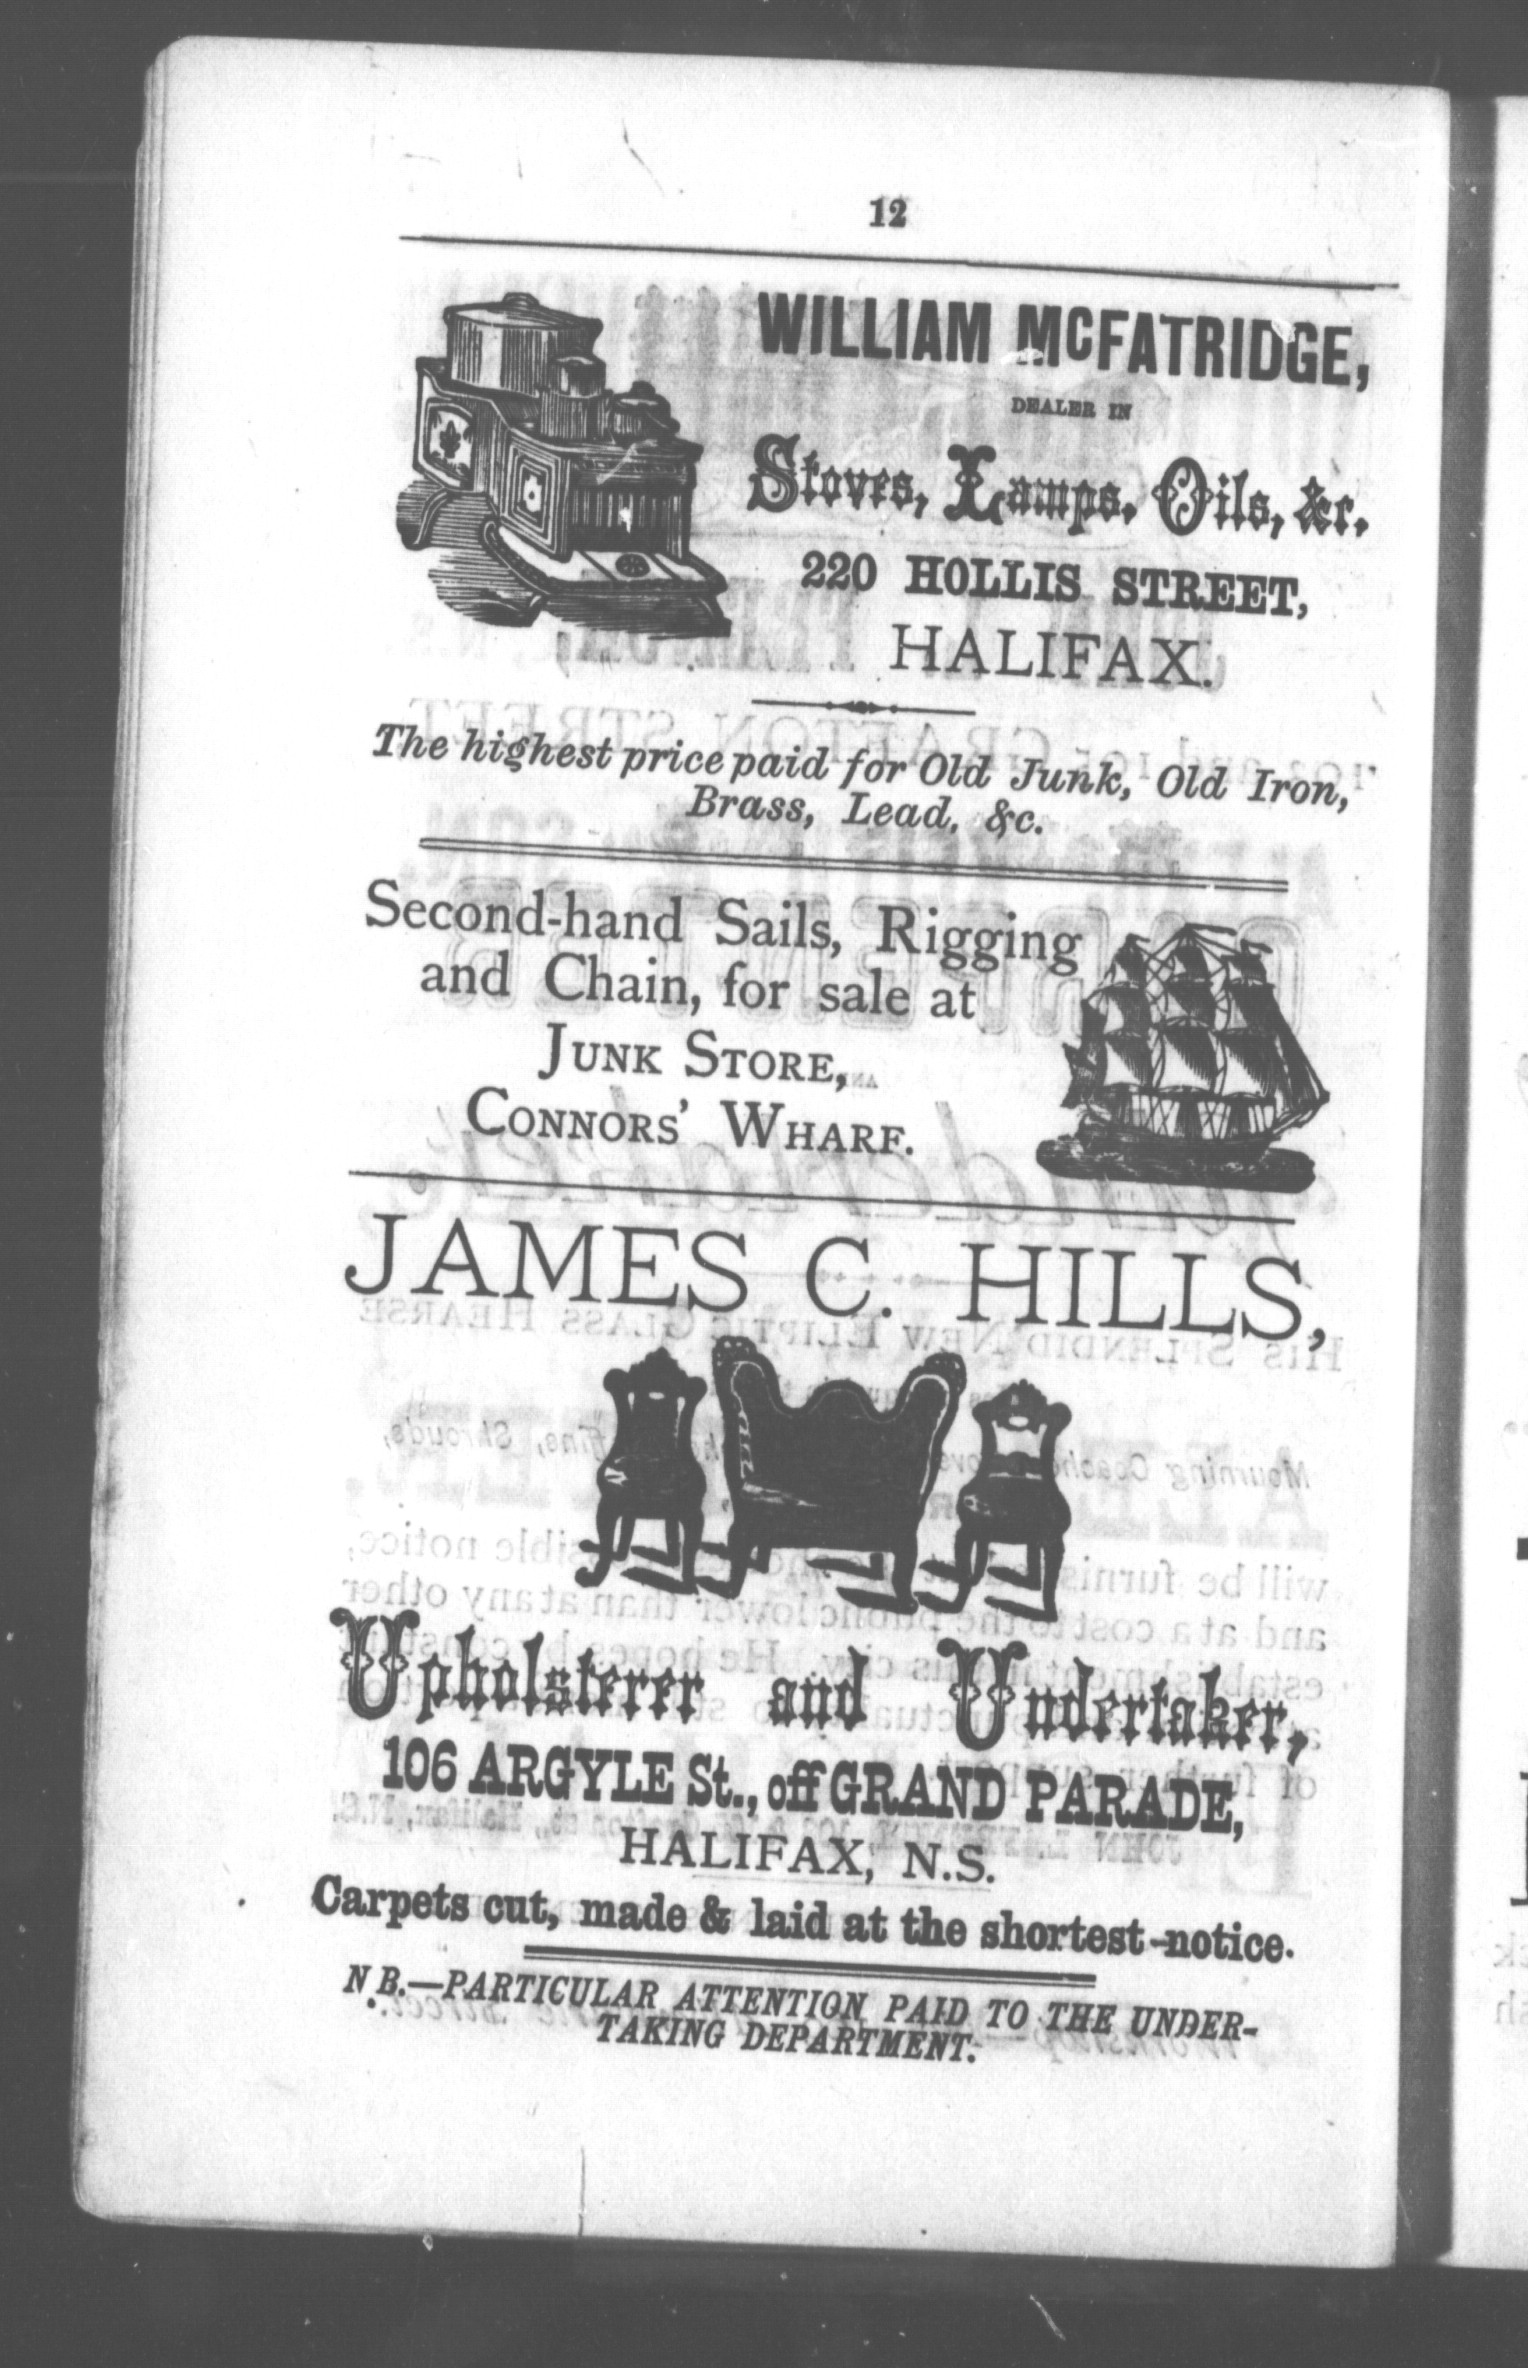 12
WILLIAM MCFATRIDGE,
DEALER IN
Stoves, Lamps, Oils, &c.
220 HOLLIS STREET,
HALIFAX.
The highest price paid for Old Junk, Old Iron,
Brass, Lead, &c.
Second-hand Sails, Rigging
and Chain, for sale at
JUNK STORE,
CONNORS' WHARF.
JAMES C. HILLS,
Upholsterer and Undertaker,
106 ARGYLE St., off GRAND PARADE,
HALIFAX, N.S.
Carpets cut, made & laid at the shortest notice.
N.B.—PARTICULAR ATTENTION PAID TO THE UNDER-
TAKING DEPARTMENT.